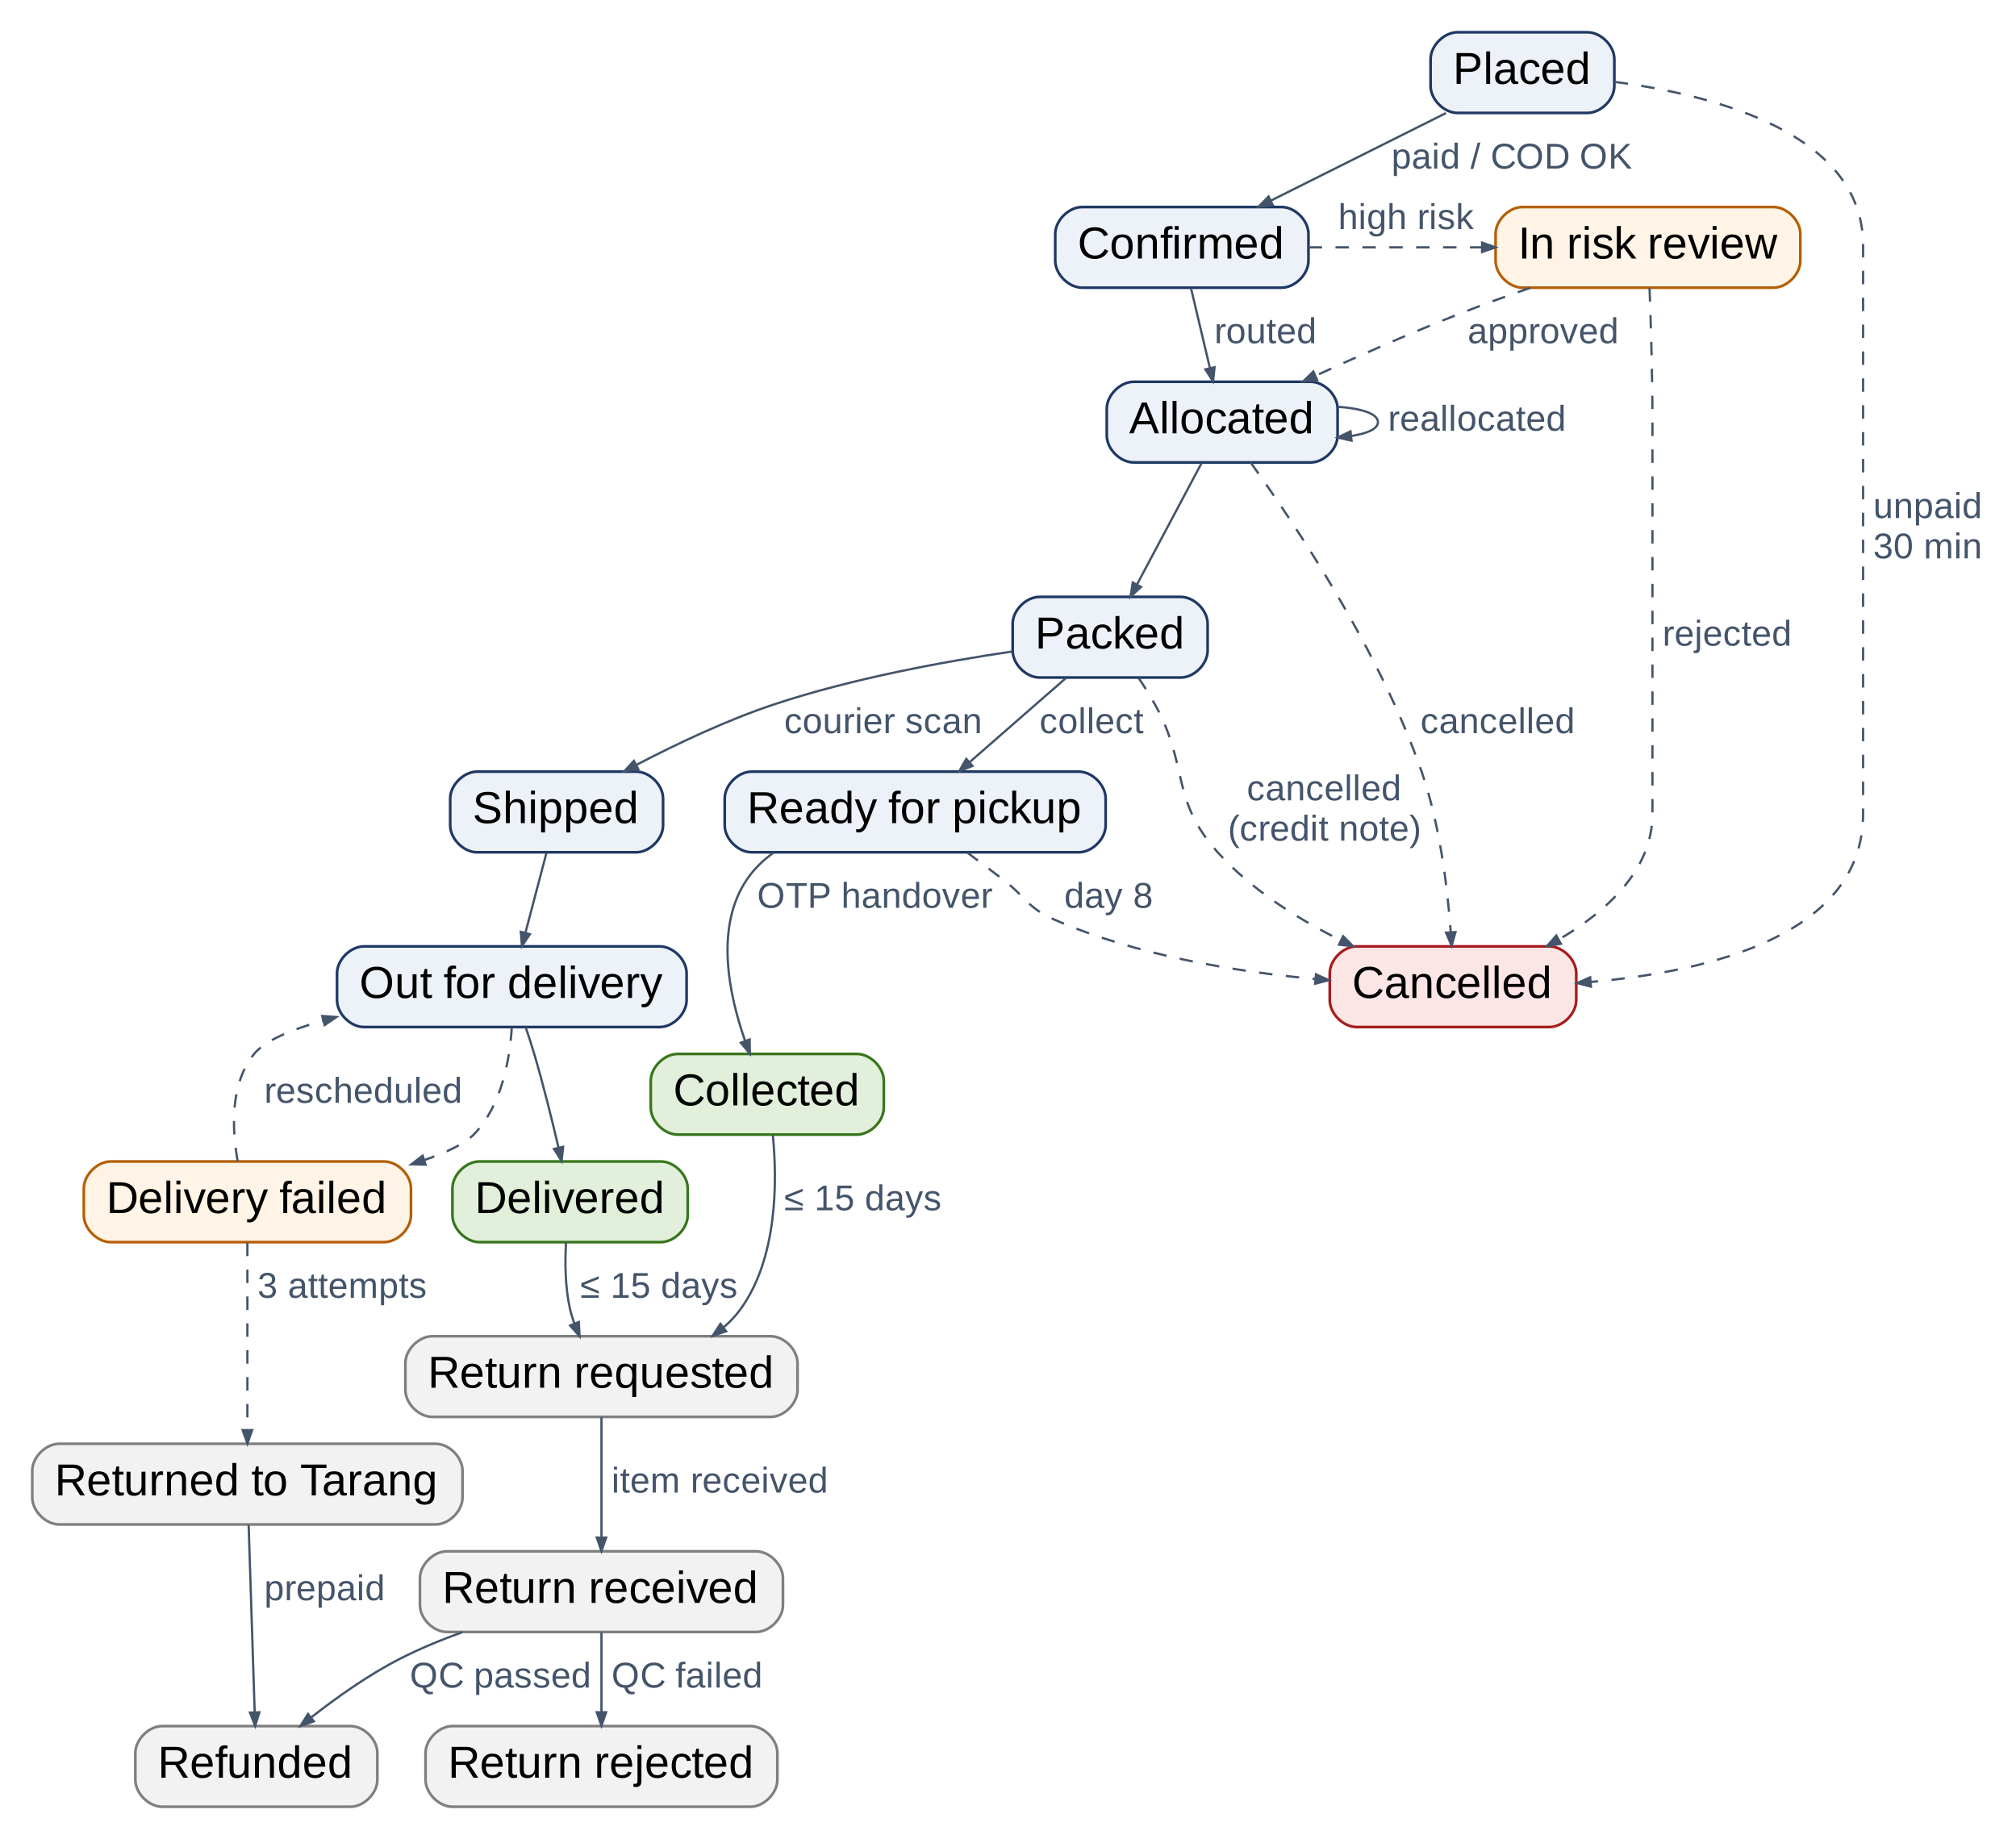 Placed
paid / COD OK
Confirmed
high risk
In risk review
routed
approved
Allocated
reallocated
unpaid
30 min
Packed
rejected
courier scan
collect
cancelled
cancelled
(credit note)
Shipped
Ready for pickup
OTP handover
day 8
Out for delivery
Cancelled
rescheduled
Collected
Delivery failed
Delivered
≤ 15 days
3 attempts
≤ 15 days
Return requested
Returned to Tarang
item received
prepaid
Return received
QC passed
QC failed
Refunded
Return rejected